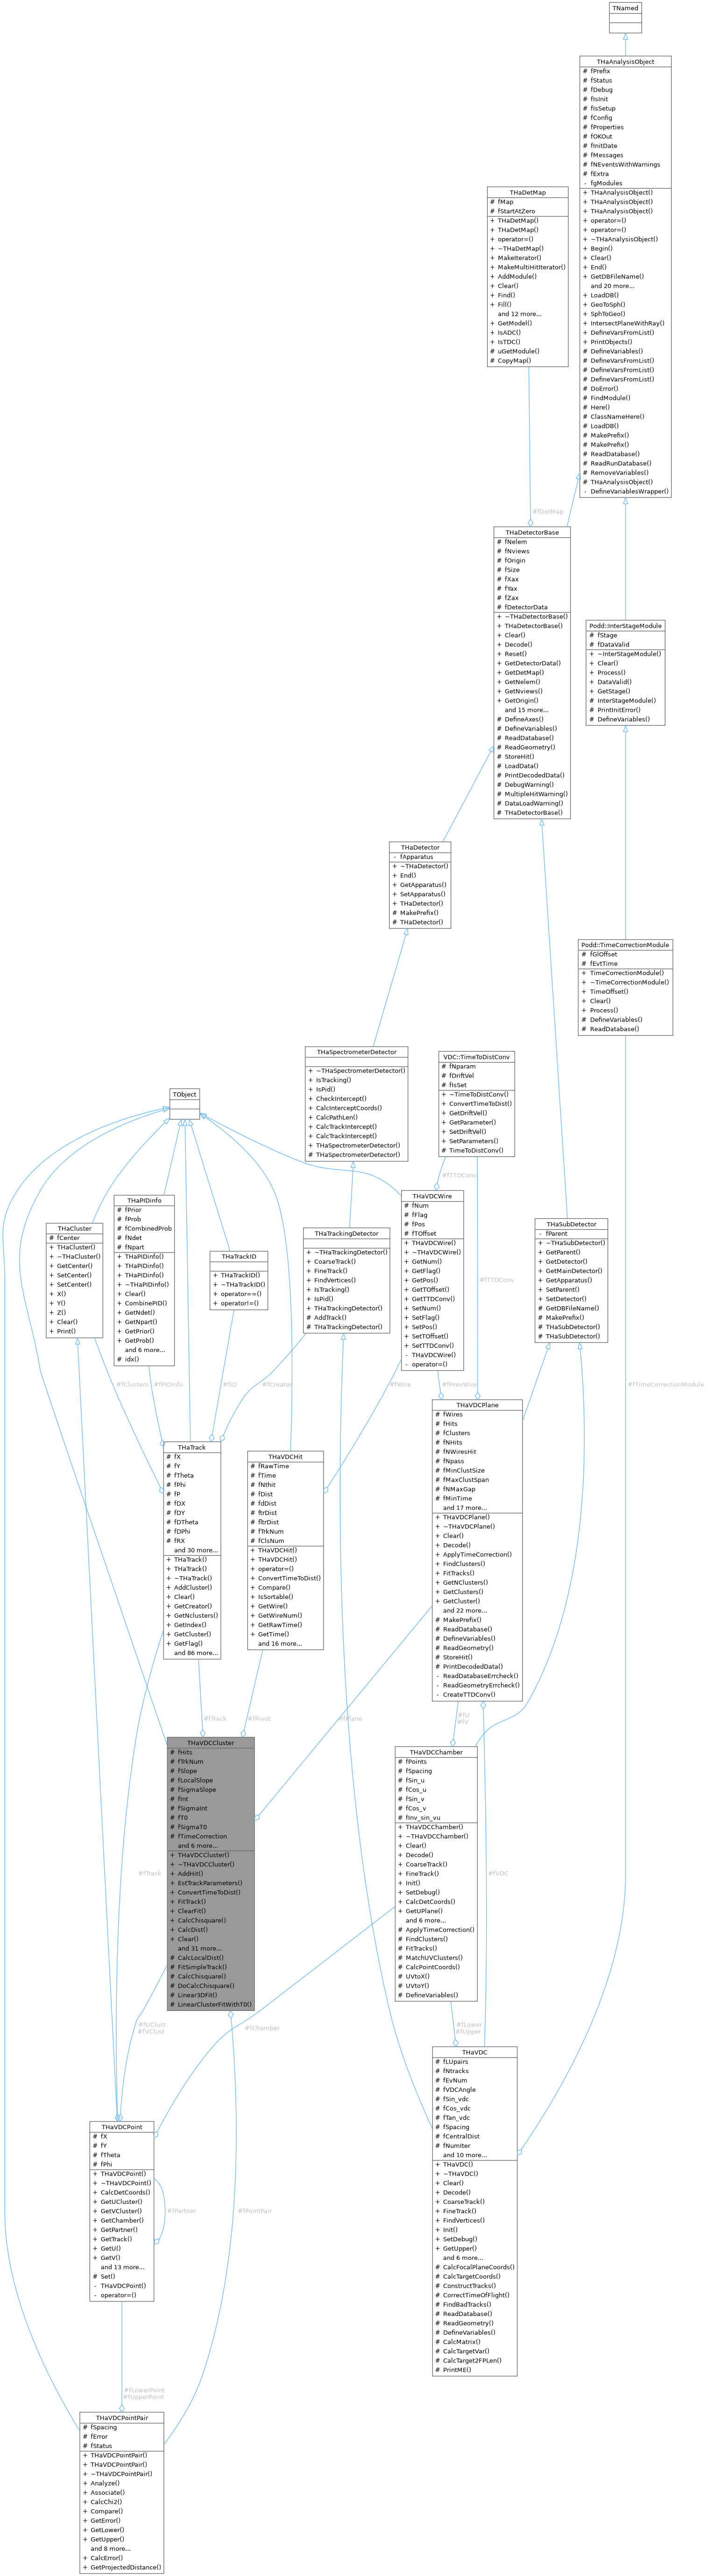 TNamed
THaAnalysisObject
# fPrefix
# fStatus
# fDebug
# fIsInit
# fIsSetup
# fConfig
# fProperties
# fOKOut
# fInitDate
# fMessages
# fNEventsWithWarnings
# fExtra
- fgModules
+ THaAnalysisObject()
+ THaAnalysisObject()
+ THaAnalysisObject()
+ operator=()
+ operator=()
+ ~THaAnalysisObject()
+ Begin()
+ Clear()
+ End()
+ GetDBFileName()
and 20 more...
+ LoadDB()
+ GeoToSph()
+ SphToGeo()
+ IntersectPlaneWithRay()
+ DefineVarsFromList()
+ PrintObjects()
# DefineVariables()
# DefineVarsFromList()
# DefineVarsFromList()
# DefineVarsFromList()
# DoError()
# FindModule()
# Here()
# ClassNameHere()
# LoadDB()
# MakePrefix()
# MakePrefix()
# ReadDatabase()
# ReadRunDatabase()
# RemoveVariables()
# THaAnalysisObject()
- DefineVariablesWrapper()
THaDetMap
# fMap
# fStartAtZero
+ THaDetMap()
+ THaDetMap()
+ operator=()
+ ~THaDetMap()
+ MakeIterator()
+ MakeMultiHitIterator()
+ AddModule()
+ Clear()
+ Find()
+ Fill()
and 12 more...
+ GetModel()
+ IsADC()
+ IsTDC()
# uGetModule()
# CopyMap()
#fDetMap
THaDetectorBase
# fNelem
# fNviews
# fOrigin
# fSize
# fXax
# fYax
# fZax
# fDetectorData
+ ~THaDetectorBase()
+ THaDetectorBase()
+ Clear()
+ Decode()
+ Reset()
+ GetDetectorData()
+ GetDetMap()
+ GetNelem()
+ GetNviews()
+ GetOrigin()
and 15 more...
# DefineAxes()
# DefineVariables()
# ReadDatabase()
# ReadGeometry()
# StoreHit()
# LoadData()
# PrintDecodedData()
# DebugWarning()
# MultipleHitWarning()
# DataLoadWarning()
# THaDetectorBase()
Podd::InterStageModule
# fStage
# fDataValid
+ ~InterStageModule()
+ Clear()
+ Process()
+ DataValid()
+ GetStage()
# InterStageModule()
# PrintInitError()
# DefineVariables()
THaDetector
- fApparatus
+ ~THaDetector()
+ End()
+ GetApparatus()
+ SetApparatus()
+ THaDetector()
# MakePrefix()
# THaDetector()
Podd::TimeCorrectionModule
# fGlOffset
# fEvtTime
+ TimeCorrectionModule()
+ ~TimeCorrectionModule()
+ TimeOffset()
+ Clear()
+ Process()
# DefineVariables()
# ReadDatabase()
THaSpectrometerDetector
+ ~THaSpectrometerDetector()
+ IsTracking()
+ IsPid()
+ CheckIntercept()
+ CalcInterceptCoords()
+ CalcPathLen()
+ CalcTrackIntercept()
+ CalcTrackIntercept()
+ THaSpectrometerDetector()
# THaSpectrometerDetector()
VDC::TimeToDistConv
# fNparam
# fDriftVel
# fIsSet
+ ~TimeToDistConv()
+ ConvertTimeToDist()
+ GetDriftVel()
+ GetParameter()
+ SetDriftVel()
+ SetParameters()
# TimeToDistConv()
TObject
#fTTDConv
THaCluster
# fCenter
+ THaCluster()
+ ~THaCluster()
+ GetCenter()
+ SetCenter()
+ SetCenter()
+ X()
+ Y()
+ Z()
+ Clear()
+ Print()
THaPIDinfo
# fPrior
# fProb
# fCombinedProb
# fNdet
# fNpart
+ THaPIDinfo()
+ THaPIDinfo()
+ THaPIDinfo()
+ ~THaPIDinfo()
+ Clear()
+ CombinePID()
+ GetNdet()
+ GetNpart()
+ GetPrior()
+ GetProb()
and 6 more...
# idx()
THaTrackID
+ THaTrackID()
+ ~THaTrackID()
+ operator==()
+ operator!=()
THaTrackingDetector
+ ~THaTrackingDetector()
+ CoarseTrack()
+ FineTrack()
+ FindVertices()
+ IsTracking()
+ IsPid()
+ THaTrackingDetector()
# AddTrack()
# THaTrackingDetector()
THaVDCWire
# fNum
# fFlag
# fPos
# fTOffset
+ THaVDCWire()
+ ~THaVDCWire()
+ GetNum()
+ GetFlag()
+ GetPos()
+ GetTOffset()
+ GetTTDConv()
+ SetNum()
+ SetFlag()
+ SetPos()
+ SetTOffset()
+ SetTTDConv()
- THaVDCWire()
- operator=()
#fTTDConv
THaSubDetector
- fParent
+ ~THaSubDetector()
+ GetParent()
+ GetDetector()
+ GetMainDetector()
+ GetApparatus()
+ SetParent()
+ SetDetector()
# GetDBFileName()
# MakePrefix()
# THaSubDetector()
# THaSubDetector()
#fClusters
#fPIDinfo
#fID
#fCreator
#fWire
#fPrevWire
#fTimeCorrectionModule
THaTrack
# fX
# fY
# fTheta
# fPhi
# fP
# fDX
# fDY
# fDTheta
# fDPhi
# fRX
and 30 more...
+ THaTrack()
+ THaTrack()
+ ~THaTrack()
+ AddCluster()
+ Clear()
+ GetCreator()
+ GetNclusters()
+ GetIndex()
+ GetCluster()
+ GetFlag()
and 86 more...
THaVDCHit
# fRawTime
# fTime
# fNthit
# fDist
# fdDist
# ftrDist
# fltrDist
# fTrkNum
# fClsNum
+ THaVDCHit()
+ THaVDCHit()
+ operator=()
+ ConvertTimeToDist()
+ Compare()
+ IsSortable()
+ GetWire()
+ GetWireNum()
+ GetRawTime()
+ GetTime()
and 16 more...
THaVDCPlane
# fWires
# fHits
# fClusters
# fNHits
# fNWiresHit
# fNpass
# fMinClustSize
# fMaxClustSpan
# fNMaxGap
# fMinTime
and 17 more...
+ THaVDCPlane()
+ ~THaVDCPlane()
+ Clear()
+ Decode()
+ ApplyTimeCorrection()
+ FindClusters()
+ FitTracks()
+ GetNClusters()
+ GetClusters()
+ GetCluster()
and 22 more...
# MakePrefix()
# ReadDatabase()
# DefineVariables()
# ReadGeometry()
# StoreHit()
# PrintDecodedData()
- ReadDatabaseErrcheck()
- ReadGeometryErrcheck()
- CreateTTDConv()
#fTrack
#fPivot
#fPlane
#fU
#fV
THaVDCCluster
# fHits
# fTrkNum
# fSlope
# fLocalSlope
# fSigmaSlope
# fInt
# fSigmaInt
# fT0
# fSigmaT0
# fTimeCorrection
and 6 more...
+ THaVDCCluster()
+ ~THaVDCCluster()
+ AddHit()
+ EstTrackParameters()
+ ConvertTimeToDist()
+ FitTrack()
+ ClearFit()
+ CalcChisquare()
+ CalcDist()
+ Clear()
and 31 more...
# CalcLocalDist()
# FitSimpleTrack()
# CalcChisquare()
# DoCalcChisquare()
# Linear3DFit()
# LinearClusterFitWithT0()
THaVDCChamber
# fPoints
# fSpacing
# fSin_u
# fCos_u
# fSin_v
# fCos_v
# fInv_sin_vu
+ THaVDCChamber()
+ ~THaVDCChamber()
+ Clear()
+ Decode()
+ CoarseTrack()
+ FineTrack()
+ Init()
+ SetDebug()
+ CalcDetCoords()
+ GetUPlane()
and 6 more...
# ApplyTimeCorrection()
# FindClusters()
# FitTracks()
# MatchUVClusters()
# CalcPointCoords()
# UVtoX()
# UVtoY()
# DefineVariables()
#fTrack
#fVDC
#fUClust
#fVClust
#fChamber
#fLower
#fUpper
THaVDC
# fLUpairs
# fNtracks
# fEvNum
# fVDCAngle
# fSin_vdc
# fCos_vdc
# fTan_vdc
# fSpacing
# fCentralDist
# fNumIter
and 10 more...
+ THaVDC()
+ ~THaVDC()
+ Clear()
+ Decode()
+ CoarseTrack()
+ FineTrack()
+ FindVertices()
+ Init()
+ SetDebug()
+ GetUpper()
and 6 more...
# CalcFocalPlaneCoords()
# CalcTargetCoords()
# ConstructTracks()
# CorrectTimeOfFlight()
# FindBadTracks()
# ReadDatabase()
# ReadGeometry()
# DefineVariables()
# CalcMatrix()
# CalcTargetVar()
# CalcTarget2FPLen()
# PrintME()
THaVDCPoint
# fX
# fY
# fTheta
# fPhi
+ THaVDCPoint()
+ ~THaVDCPoint()
+ CalcDetCoords()
+ GetUCluster()
+ GetVCluster()
+ GetChamber()
+ GetPartner()
+ GetTrack()
+ GetU()
+ GetV()
and 13 more...
# Set()
- THaVDCPoint()
- operator=()
#fPartner
#fPointPair
#fLowerPoint
#fUpperPoint
THaVDCPointPair
# fSpacing
# fError
# fStatus
+ THaVDCPointPair()
+ THaVDCPointPair()
+ ~THaVDCPointPair()
+ Analyze()
+ Associate()
+ CalcChi2()
+ Compare()
+ GetError()
+ GetLower()
+ GetUpper()
and 8 more...
+ CalcError()
+ GetProjectedDistance()